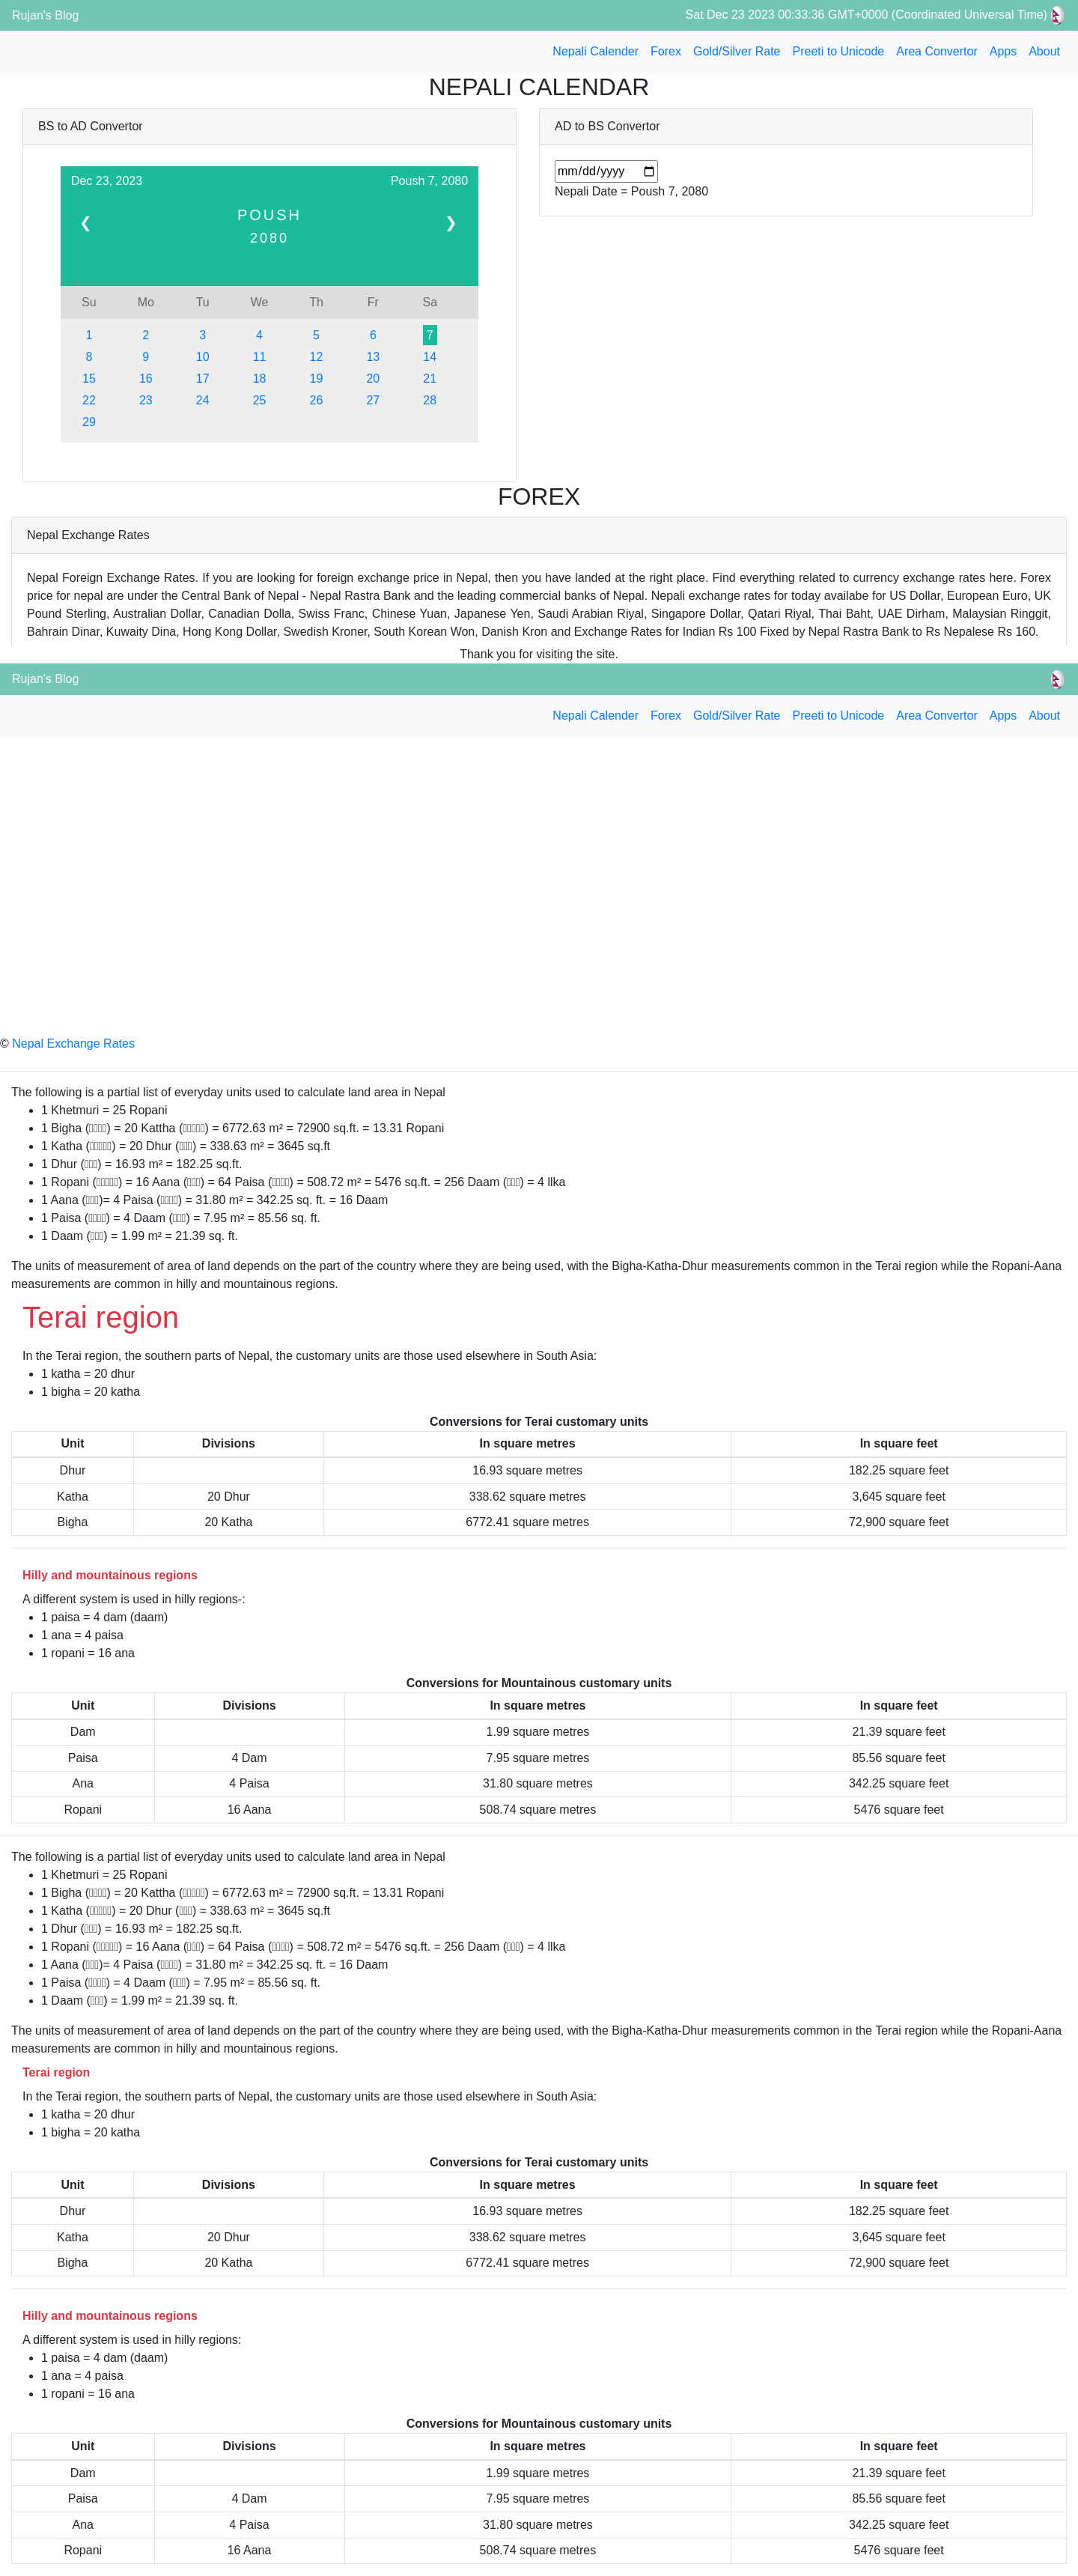 Rujan's Blog
Sat Dec 23 2023 00:33:36 GMT+0000 (Coordinated Universal Time)
Nepali Calender Forex Gold/Silver Rate Preeti to Unicode Area Convertor Apps About
NEPALI CALENDAR
BS to AD Convertor
Dec 23, 2023 Poush 7, 2080
❮ POUSH ❯
2080
Su Mo Tu We Th Fr Sa
1 2 3 4 5 6 7
8 9 10 11 12 13 14
15 16 17 18 19 20 21
22 23 24 25 26 27 28
29
AD to BS Convertor
mm/dd/yyyy
Nepali Date = Poush 7, 2080
FOREX
Nepal Exchange Rates
Nepal Foreign Exchange Rates. If you are looking for foreign exchange price in Nepal, then you have landed at the right place. Find everything related to currency exchange rates here. Forex
price for nepal are under the Central Bank of Nepal - Nepal Rastra Bank and the leading commercial banks of Nepal. Nepali exchange rates for today availabe for US Dollar, European Euro, UK
Pound Sterling, Australian Dollar, Canadian Dolla, Swiss Franc, Chinese Yuan, Japanese Yen, Saudi Arabian Riyal, Singapore Dollar, Qatari Riyal, Thai Baht, UAE Dirham, Malaysian Ringgit,
Bahrain Dinar, Kuwaity Dina, Hong Kong Dollar, Swedish Kroner, South Korean Won, Danish Kron and Exchange Rates for Indian Rs 100 Fixed by Nepal Rastra Bank to Rs Nepalese Rs 160.
Thank you for visiting the site.
Rujan's Blog
Nepali Calender Forex Gold/Silver Rate Preeti to Unicode Area Convertor Apps About
© Nepal Exchange Rates
The following is a partial list of everyday units used to calculate land area in Nepal
• 1 Khetmuri = 25 Ropani
• 1 Bigha () = 20 Kattha () = 6772.63 m² = 72900 sq.ft. = 13.31 Ropani
• 1 Katha () = 20 Dhur () = 338.63 m² = 3645 sq.ft
• 1 Dhur () = 16.93 m² = 182.25 sq.ft.
• 1 Ropani () = 16 Aana () = 64 Paisa () = 508.72 m² = 5476 sq.ft. = 256 Daam () = 4 llka
• 1 Aana ()= 4 Paisa () = 31.80 m² = 342.25 sq. ft. = 16 Daam
• 1 Paisa () = 4 Daam () = 7.95 m² = 85.56 sq. ft.
• 1 Daam () = 1.99 m² = 21.39 sq. ft.
The units of measurement of area of land depends on the part of the country where they are being used, with the Bigha-Katha-Dhur measurements common in the Terai region while the Ropani-Aana
measurements are common in hilly and mountainous regions.
Terai region
In the Terai region, the southern parts of Nepal, the customary units are those used elsewhere in South Asia:
• 1 katha = 20 dhur
• 1 bigha = 20 katha
Conversions for Terai customary units
Unit Divisions In square metres In square feet
Dhur 16.93 square metres 182.25 square feet
Katha 20 Dhur 338.62 square metres 3,645 square feet
Bigha 20 Katha 6772.41 square metres 72,900 square feet
Hilly and mountainous regions
A different system is used in hilly regions-:
• 1 paisa = 4 dam (daam)
• 1 ana = 4 paisa
• 1 ropani = 16 ana
Conversions for Mountainous customary units
Unit Divisions In square metres In square feet
Dam 1.99 square metres 21.39 square feet
Paisa 4 Dam 7.95 square metres 85.56 square feet
Ana 4 Paisa 31.80 square metres 342.25 square feet
Ropani 16 Aana 508.74 square metres 5476 square feet
The following is a partial list of everyday units used to calculate land area in Nepal
• 1 Khetmuri = 25 Ropani
• 1 Bigha () = 20 Kattha () = 6772.63 m² = 72900 sq.ft. = 13.31 Ropani
• 1 Katha () = 20 Dhur () = 338.63 m² = 3645 sq.ft
• 1 Dhur () = 16.93 m² = 182.25 sq.ft.
• 1 Ropani () = 16 Aana () = 64 Paisa () = 508.72 m² = 5476 sq.ft. = 256 Daam () = 4 llka
• 1 Aana ()= 4 Paisa () = 31.80 m² = 342.25 sq. ft. = 16 Daam
• 1 Paisa () = 4 Daam () = 7.95 m² = 85.56 sq. ft.
• 1 Daam () = 1.99 m² = 21.39 sq. ft.
The units of measurement of area of land depends on the part of the country where they are being used, with the Bigha-Katha-Dhur measurements common in the Terai region while the Ropani-Aana
measurements are common in hilly and mountainous regions.
Terai region
In the Terai region, the southern parts of Nepal, the customary units are those used elsewhere in South Asia:
• 1 katha = 20 dhur
• 1 bigha = 20 katha
Conversions for Terai customary units
Unit Divisions In square metres In square feet
Dhur 16.93 square metres 182.25 square feet
Katha 20 Dhur 338.62 square metres 3,645 square feet
Bigha 20 Katha 6772.41 square metres 72,900 square feet
Hilly and mountainous regions
A different system is used in hilly regions:
• 1 paisa = 4 dam (daam)
• 1 ana = 4 paisa
• 1 ropani = 16 ana
Conversions for Mountainous customary units
Unit Divisions In square metres In square feet
Dam 1.99 square metres 21.39 square feet
Paisa 4 Dam 7.95 square metres 85.56 square feet
Ana 4 Paisa 31.80 square metres 342.25 square feet
Ropani 16 Aana 508.74 square metres 5476 square feet